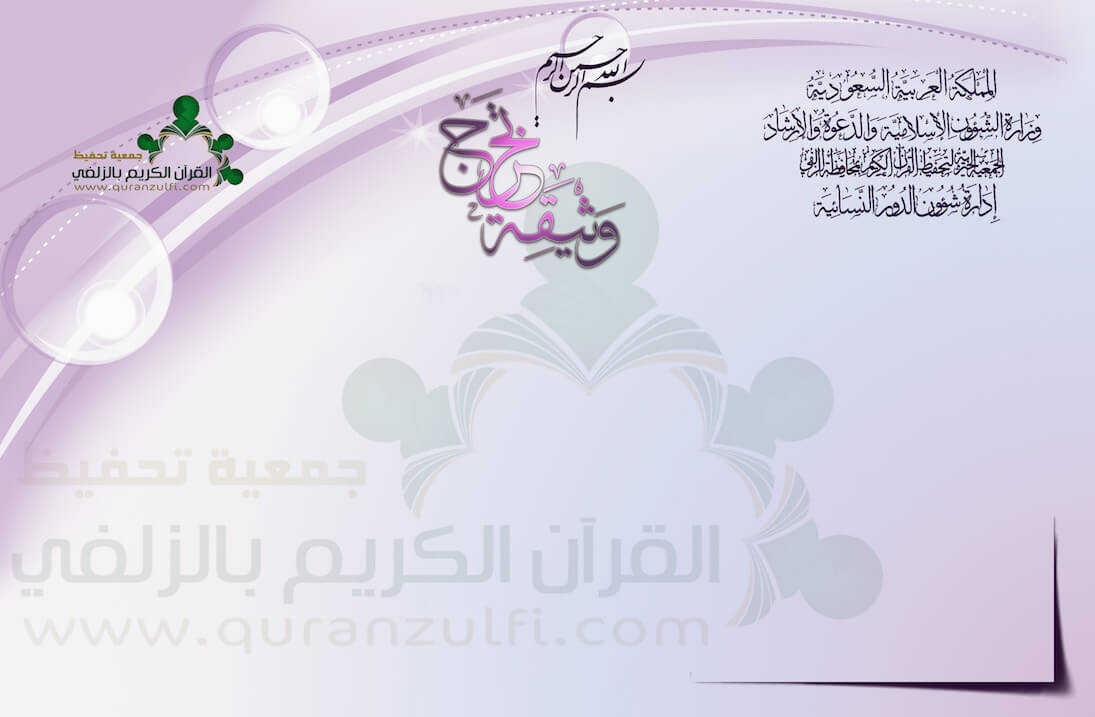 بسم الله الرحمن الرحيم
المملكة العربية السعودية
وزارة الشئون الإسلامية والدعوة والإرشاد
الجمعية الخيرية لتحفيظ القرآن الكريم بمحافظة الزلفي
إدارة شئون الدور النسائية
وثيقة تخرج
جمعية تحفيظ
القرآن الكريم بالزلفي
www.quranzulfi.com
جمعية تحفيظ
القرآن الكريم بالزلفي
www.quranzulfi.com